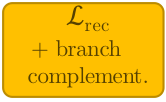 ℒrec
+ branch
complement.